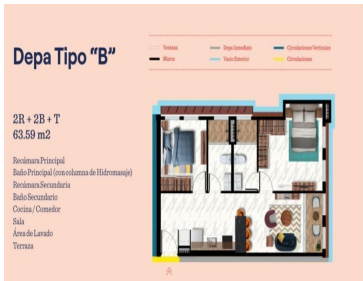 Depa Tipo "B"
Ventana
Depa Inmediato
Circulaciones Verticales
Muros
Vacío Exterior
Circulaciones
2R + 2B + T
63.59 m2
Recámara Principal
Baño Principal (con columna de Hidromasaje)
Recámara Secundaria
Baño Secundario
Cocina / Comedor
Sala
Área de Lavado
Terraza